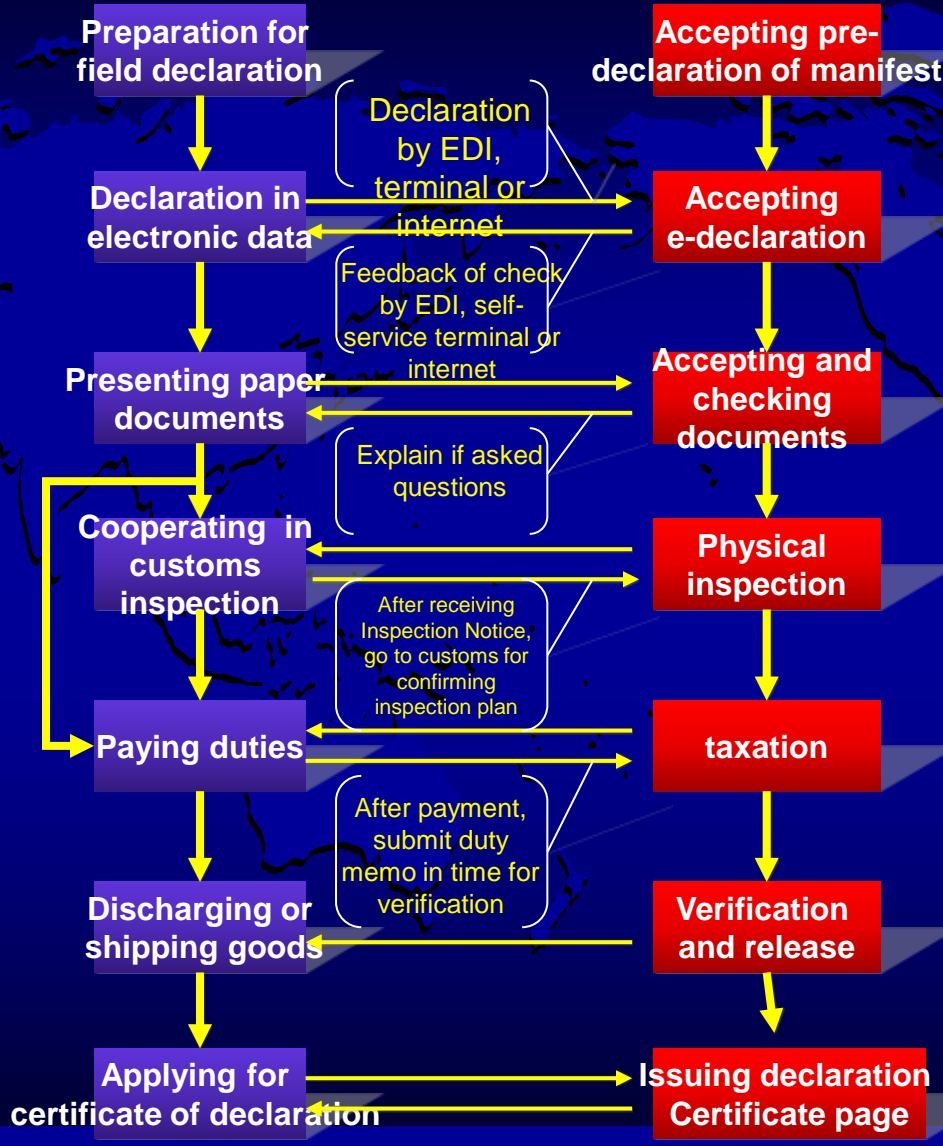 Preparation for
field declaration
Accepting pre-
declaration of manifest
Declaration
by EDI,
terminal or
internet
Declaration in
electronic data
Accepting
e-declaration
Feedback of check
by EDI, self-
service terminal or
internet
Presenting paper
documents
Accepting and
checking
documents
Explain if asked
questions
Cooperating in
customs
inspection
Physical
inspection
After receiving
Inspection Notice,
go to customs for
confirming
inspection plan
Paying duties
taxation
After payment,
submit duty
memo in time for
verification
Discharging or
shipping goods
Verification
and release
Applying for
certificate of declaration
Issuing declaration
Certificate page